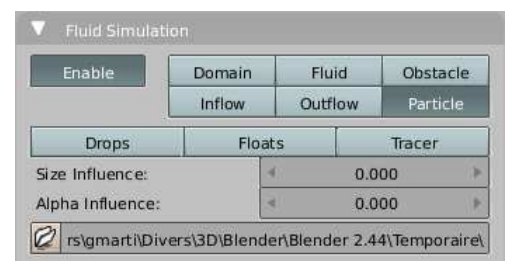 Fluid Simulation
Enable Domain Fluid Obstacle
Inflow Outflow Particle
Drops Floats Tracer
Size Influence: 0.000
Alpha Influence: 0.000
rs\gmarti\Divers\3D\Blender\Blender 2.44\Temporaire\